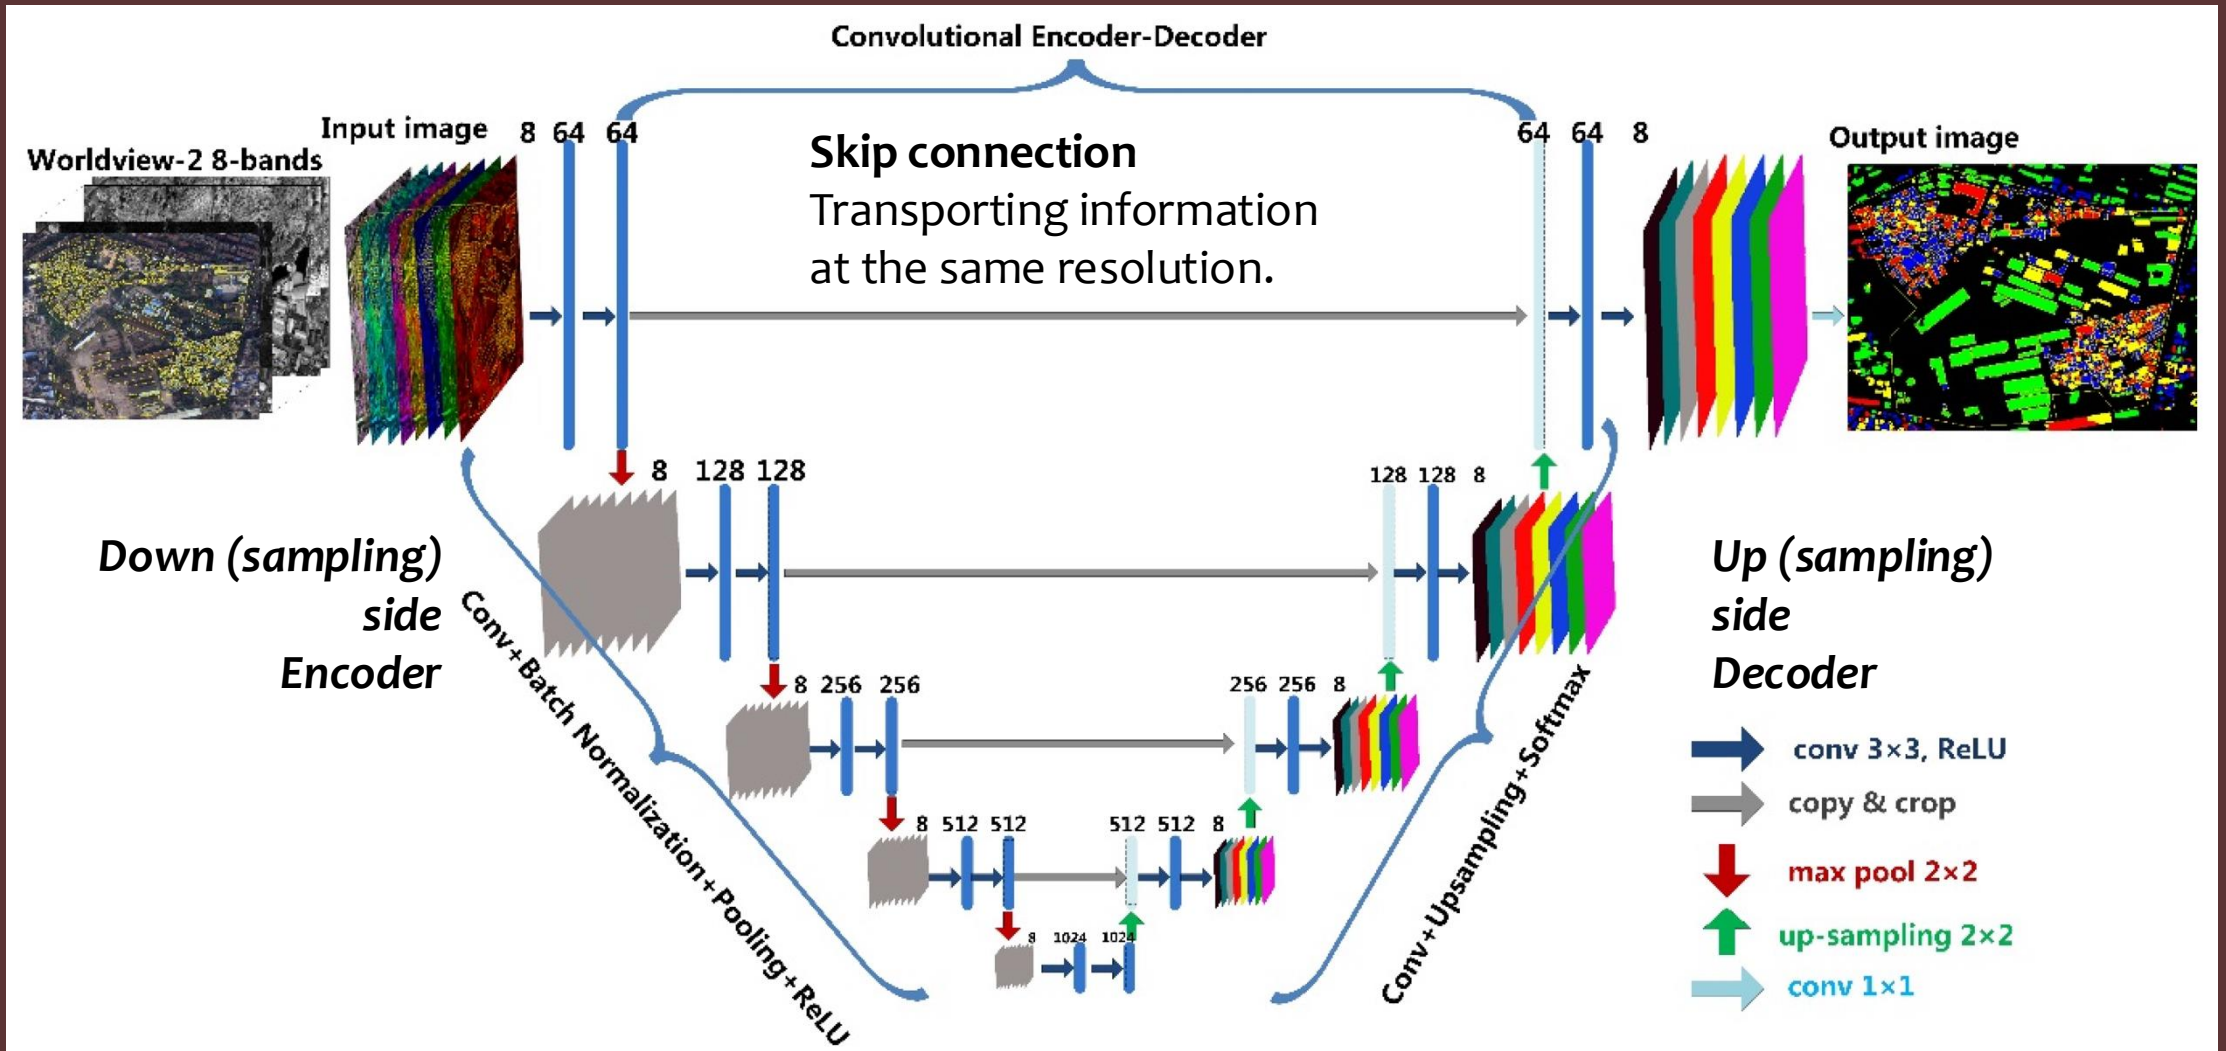 Convolutional Encoder-Decoder
Input image
8 64 64
Worldview-2 8-bands
Skip connection
Transporting information
at the same resolution.
64 64 8
Output image
8 128 128
128 128 8
Down (sampling)
side
Encoder
Up (sampling)
side
Decoder
Conv+Batch Normalization+Pooling+ReLU
Conv+Upsampling+Softmax
8 256 256
256 256 8
8 512 512
512 512 8
8 1024 1024
conv 3×3, ReLU
copy & crop
max pool 2×2
up-sampling 2×2
conv 1×1